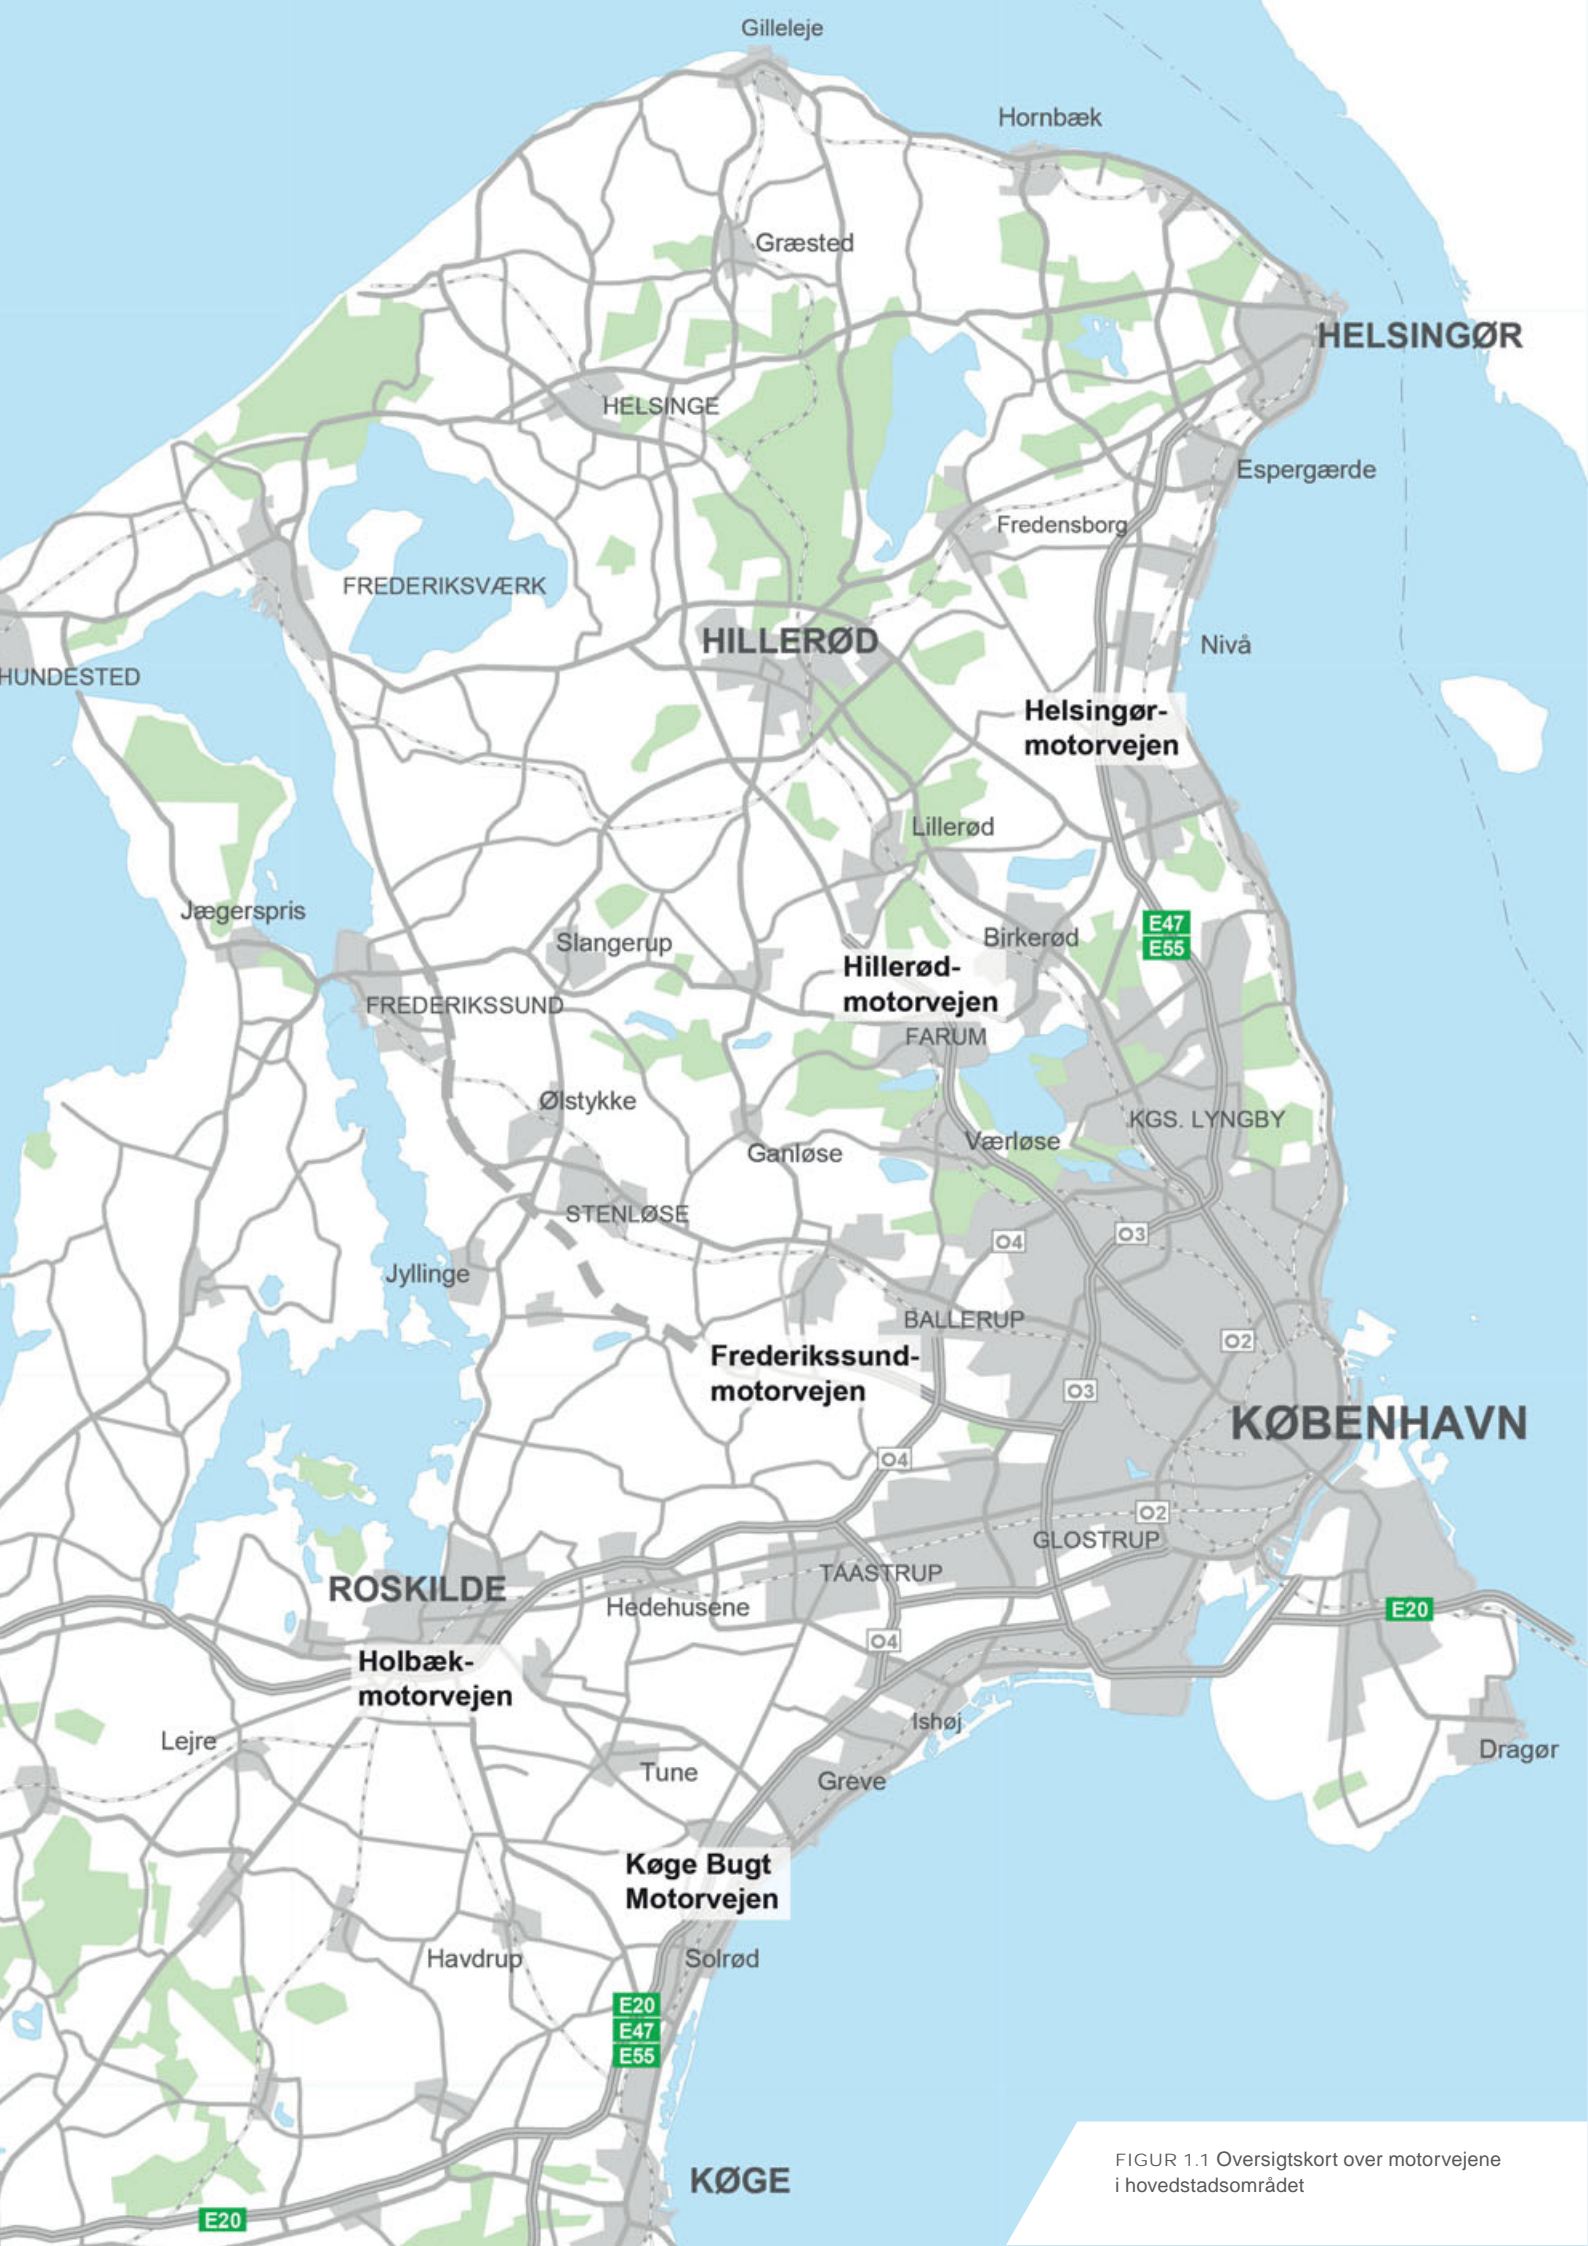 Gilleleje
Hornbæk
Græsted
HELSINGØR
HELSINGE
Espergærde
Fredensborg
FREDERIKSVÆRK
HILLERØD
Nivå
HUNDESTED
Helsingør-
motorvejen
Lillerød
Jægerspris
E47
E55
Slangerup
Birkerød
Hillerød-
motorvejen
FREDERIKSSUND
FARUM
Ølstykke
KGS. LYNGBY
Værløse
Ganløse
STENLØSE
O4
O3
Jyllinge
BALLERUP
O2
Frederikssund-
motorvejen
O3
KØBENHAVN
O4
O2
GLOSTRUP
TAASTRUP
ROSKILDE
Hedehusene
E20
O4
Holbæk-
motorvejen
Ishøj
Lejre
Dragør
Tune
Greve
Køge Bugt
Motorvejen
Havdrup
Solrød
E20
E47
E55
FIGUR 1.1 Oversigtskort over motorvejene
i hovedstadsområdet
KØGE
E20